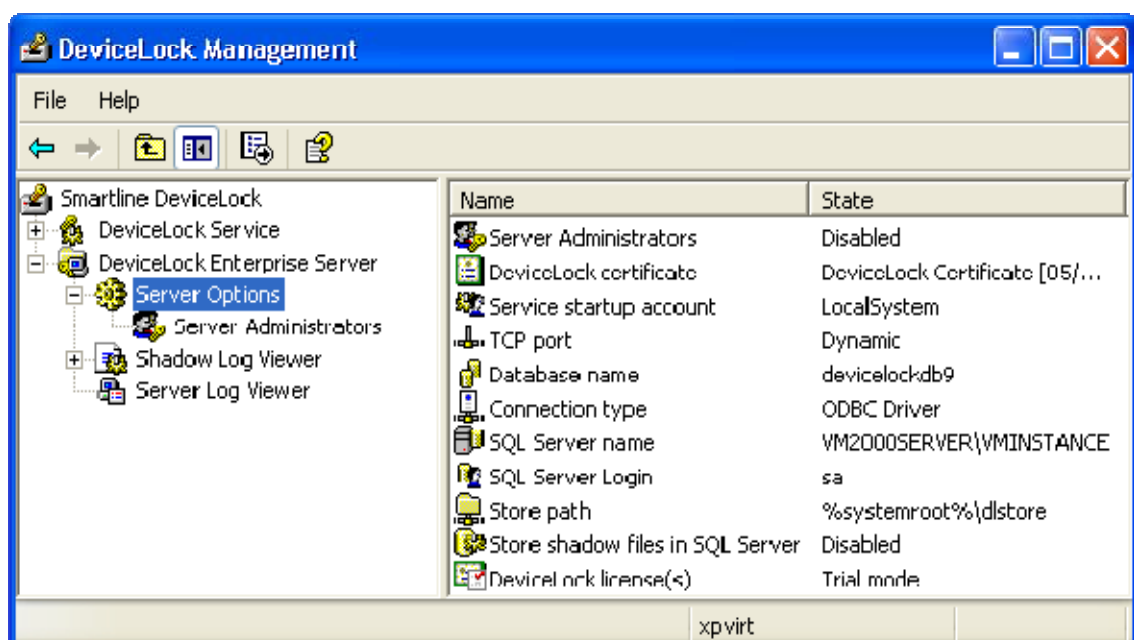 DeviceLock Management
File Help
Smartline DeviceLock
DeviceLock Service
DeviceLock Enterprise Server
Server Options
Server Administrators
Shadow Log Viewer
Server Log Viewer
Name State
Server Administrators Disabled
DeviceLock certificate DeviceLock Certificate [05/...
Service startup account LocalSystem
TCP port Dynamic
Database name devicelockdb9
Connection type ODBC Driver
SQL Server name VM2000SERVER\VMINSTANCE
SQL Server Login sa
Store path %systemroot%\dlstore
Store shadow files in SQL Server Disabled
DeviceLock license(s) Trial mode
xpvirt